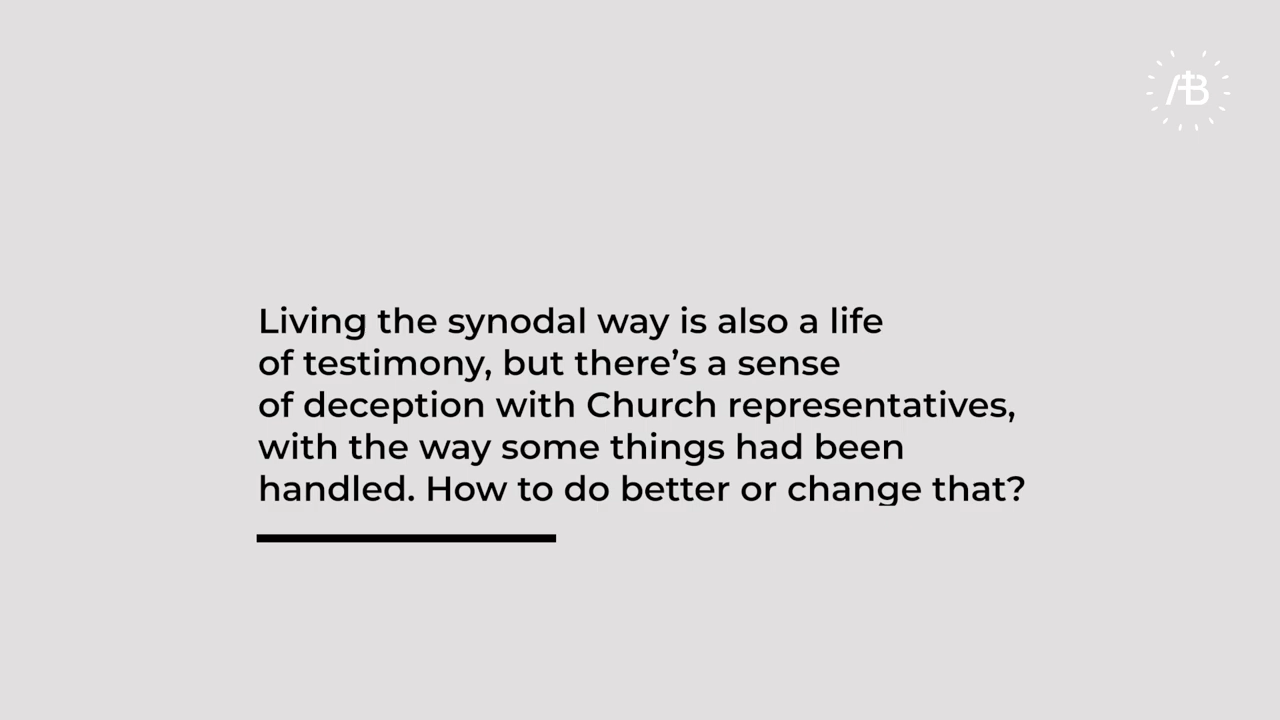 AB
Living the synodal way is also a life
of testimony, but there’s a sense
of deception with Church representatives,
with the way some things had been
handled. How to do better or change that?